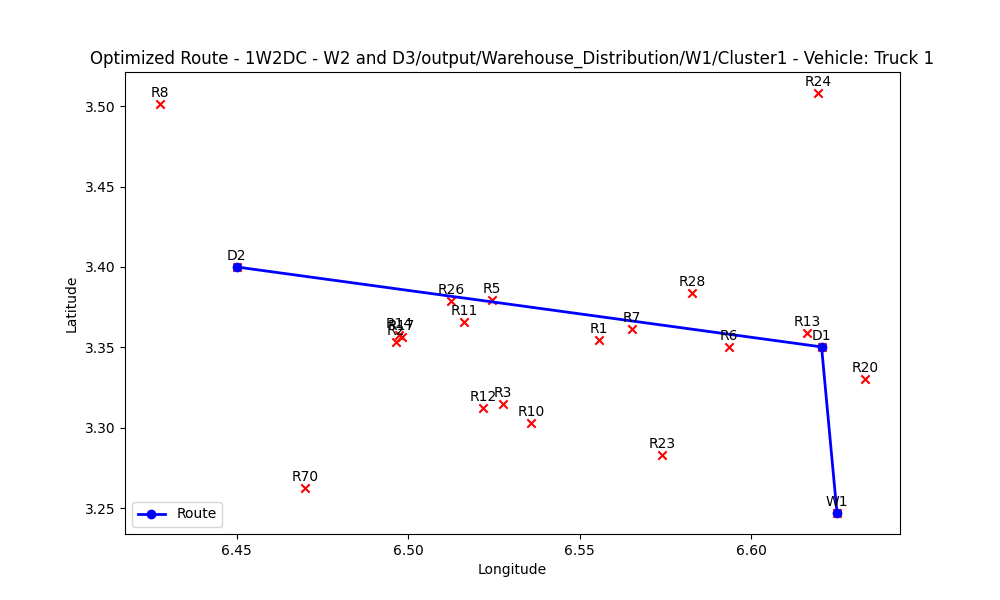 Optimized Route - 1W2DC - W2 and D3/output/Warehouse_Distribution/W1/Cluster1 - Vehicle: Truck 1
R24
R8
3.50
3.45
D2
3.40
R28
R5
R26
R11
R13
R14
R7
R1
R6
D1
3.35
Latitude
R20
R3
R12
R10
3.30
R23
R70
W1
3.25
Route
6.45
6.50
6.55
6.60
Longitude